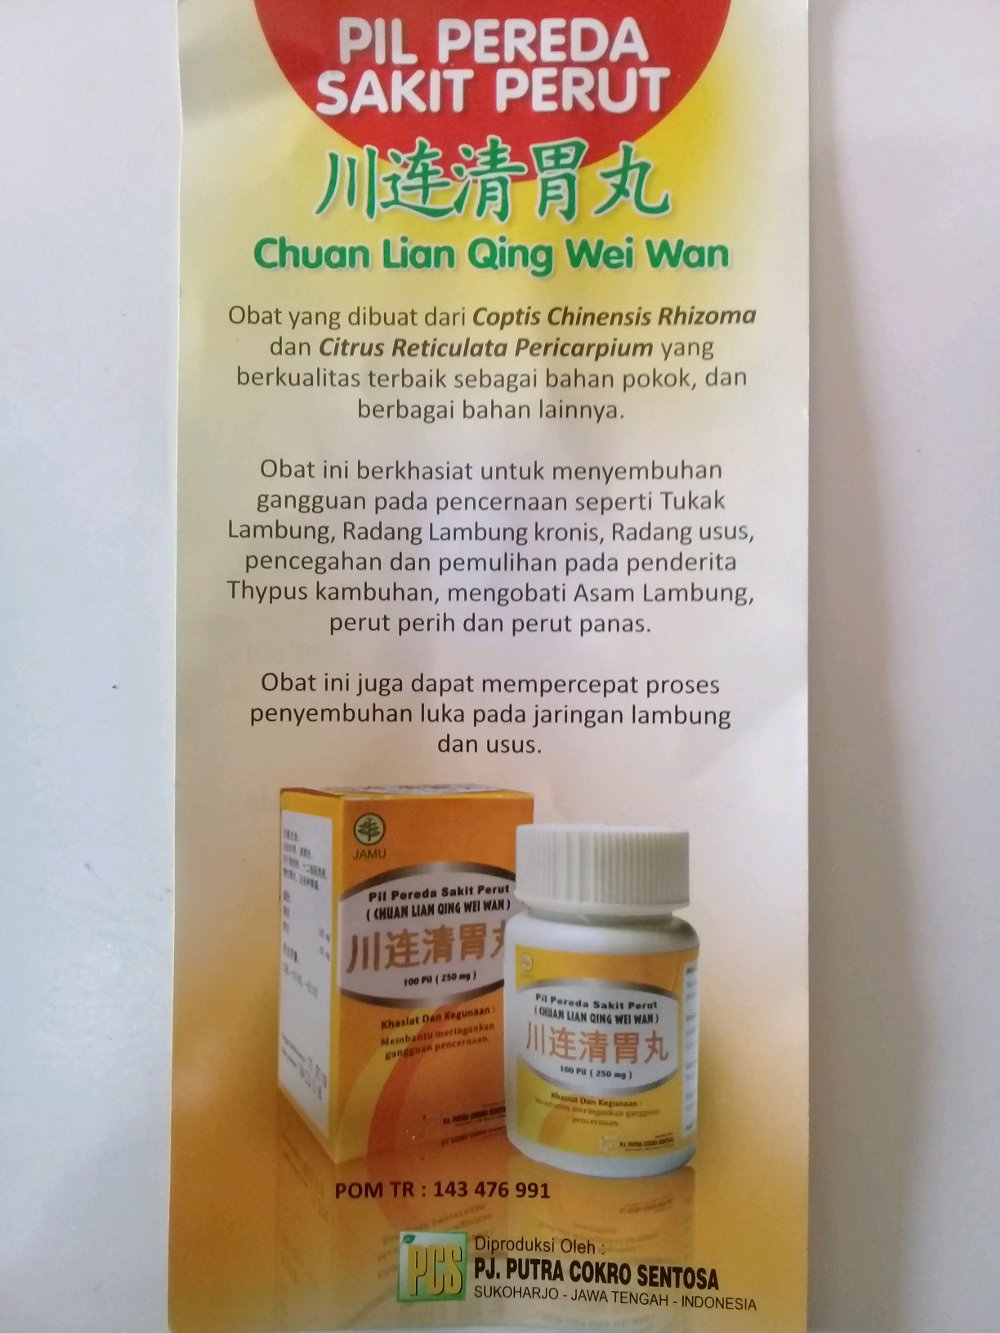 PIL PEREDA
SAKIT PERUT
川连清胃丸
Chuan Lian Qing Wei Wan
Obat yang dibuat dari Coptis Chinensis Rhizoma
dan Citrus Reticulata Pericarpium yang
berkualitas terbaik sebagai bahan pokok, dan
berbagai bahan lainnya.
Obat ini berkhasiat untuk menyembuhan
gangguan pada pencernaan seperti Tukak
Lambung, Radang Lambung kronis, Radang usus,
pencegahan dan pemulihan pada penderita
Thypus kambuhan, mengobati Asam Lambung,
perut perih dan perut panas.
Obat ini juga dapat mempercepat proses
penyembuhan luka pada jaringan lambung
dan usus.
JAMU
Pil Pereda Sakit Perut
( CHUAN LIAN QING WEI WAN )
川连清胃
100 Pil ( 250 mg )
Khasiat Dan Kegunaan :
Membantu meringankan
gangguan pencernaan.
Pil Pereda Sakit Perut
( CHUAN LIAN QING WEI WAN )
川连清胃丸
100 Pil ( 250 mg )
Khasiat Dan Kegunaan :
Membantu meringankan gangguan
pencernaan.
POM TR : 143 476 991
PCS
Diproduksi Oleh :
PJ. PUTRA COKRO SENTOSA
SUKOHARJO - JAWA TENGAH - INDONESIA